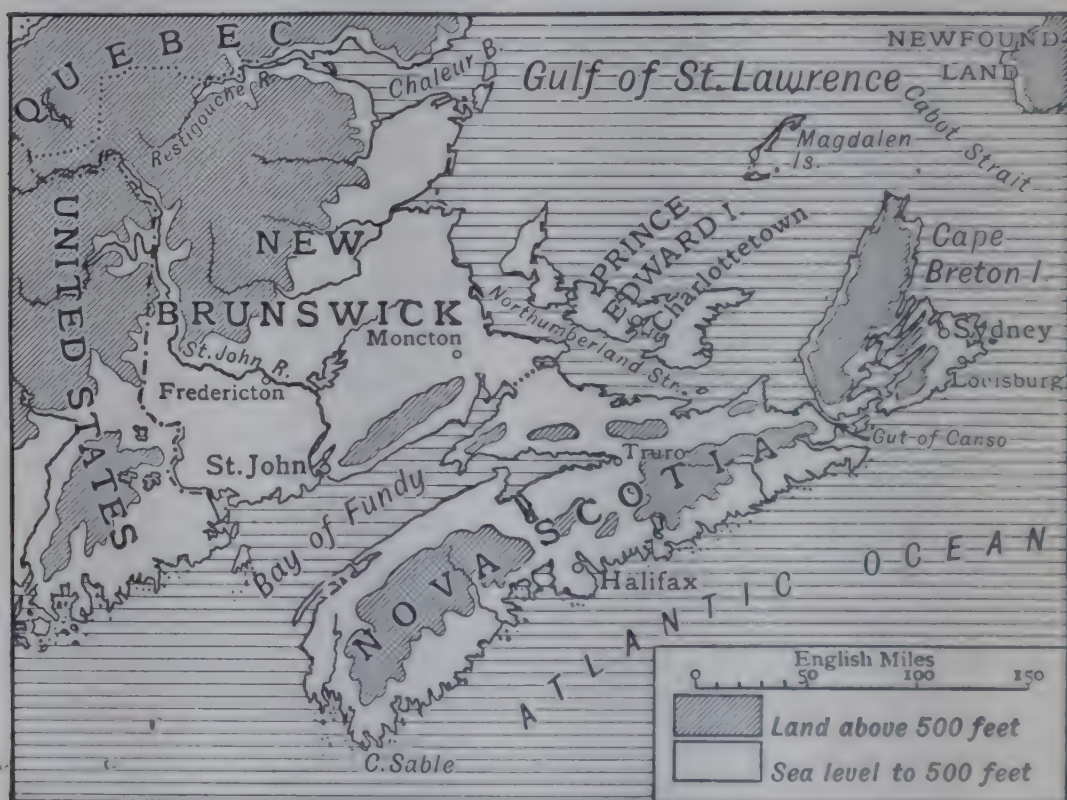 QUEBEC
Chaleur B.
Gulf of St. Lawrence
NEWFOUND-
LAND
Cabot Strait
Restigouche R.
Magdalen
Is.
UNITED STATES
NEW
BRUNSWICK
PRINCE
EDWARD I.
Charlottetown
Cape
Breton I.
Northumberland Str.
Moncton
Sydney
St. John R.
Fredericton
Louisburg
Gut of Canso
St. John
Truro
Bay of Fundy
NOVA SCOTIA
Halifax
ATLANTIC OCEAN
C. Sable
English Miles
0 50 100 150
Land above 500 feet
Sea level to 500 feet